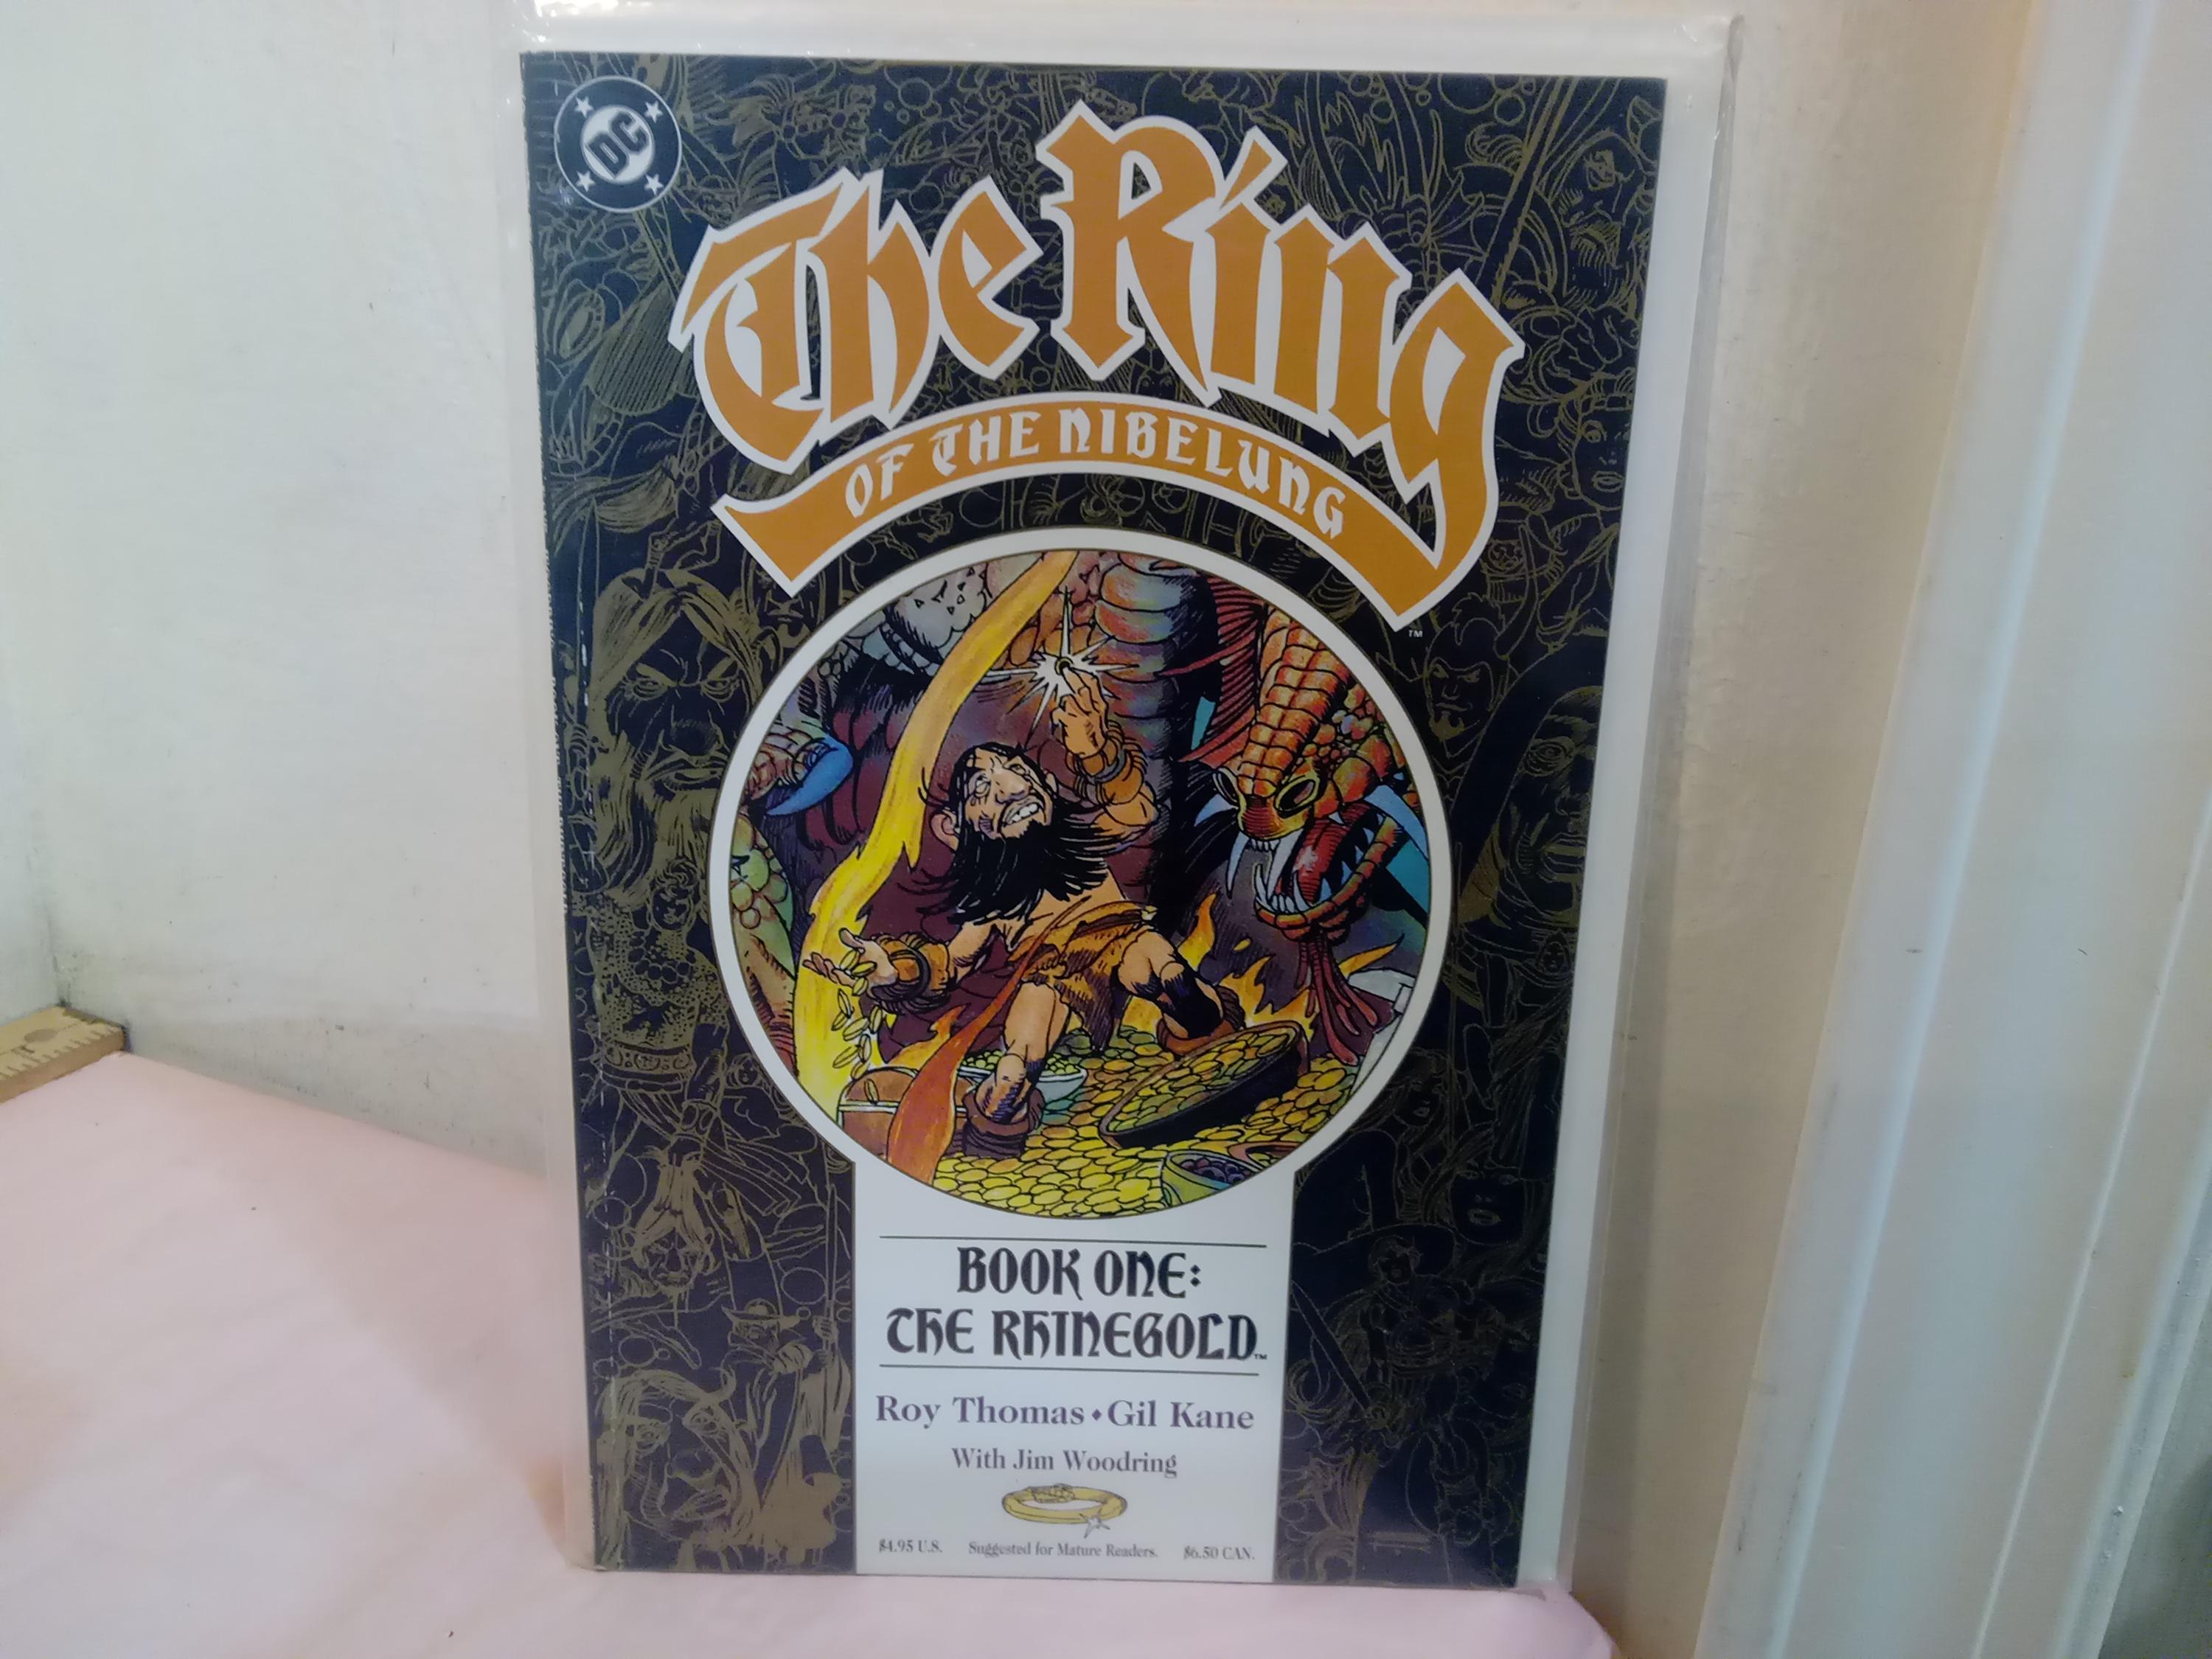 DC
The Ring
OF THE NIBELUNG
TM
BOOK ONE:
THE RHINEGOLD™
Roy Thomas • Gil Kane
With Jim Woodring
$4.95 U.S. Suggested for Mature Readers. $6.50 CAN.